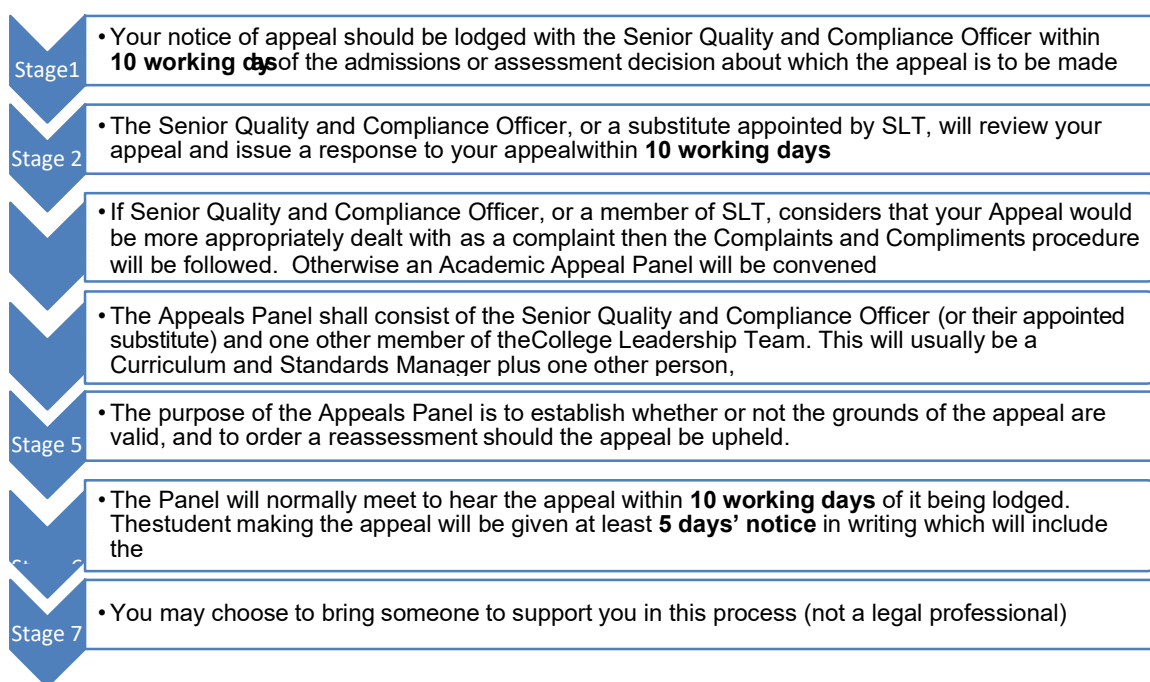 Stage1
• Your notice of appeal should be lodged with the Senior Quality and Compliance Officer within
10 working days of the admissions or assessment decision about which the appeal is to be made
Stage 2
• The Senior Quality and Compliance Officer, or a substitute appointed by SLT, will review your
appeal and issue a response to your appealwithin 10 working days
• If Senior Quality and Compliance Officer, or a member of SLT, considers that your Appeal would
be more appropriately dealt with as a complaint then the Complaints and Compliments procedure
will be followed. Otherwise an Academic Appeal Panel will be convened
• The Appeals Panel shall consist of the Senior Quality and Compliance Officer (or their appointed
substitute) and one other member of theCollege Leadership Team. This will usually be a
Curriculum and Standards Manager plus one other person,
Stage 5
• The purpose of the Appeals Panel is to establish whether or not the grounds of the appeal are
valid, and to order a reassessment should the appeal be upheld.
• The Panel will normally meet to hear the appeal within 10 working days of it being lodged.
Thestudent making the appeal will be given at least 5 days’ notice in writing which will include
the
Stage 7
• You may choose to bring someone to support you in this process (not a legal professional)